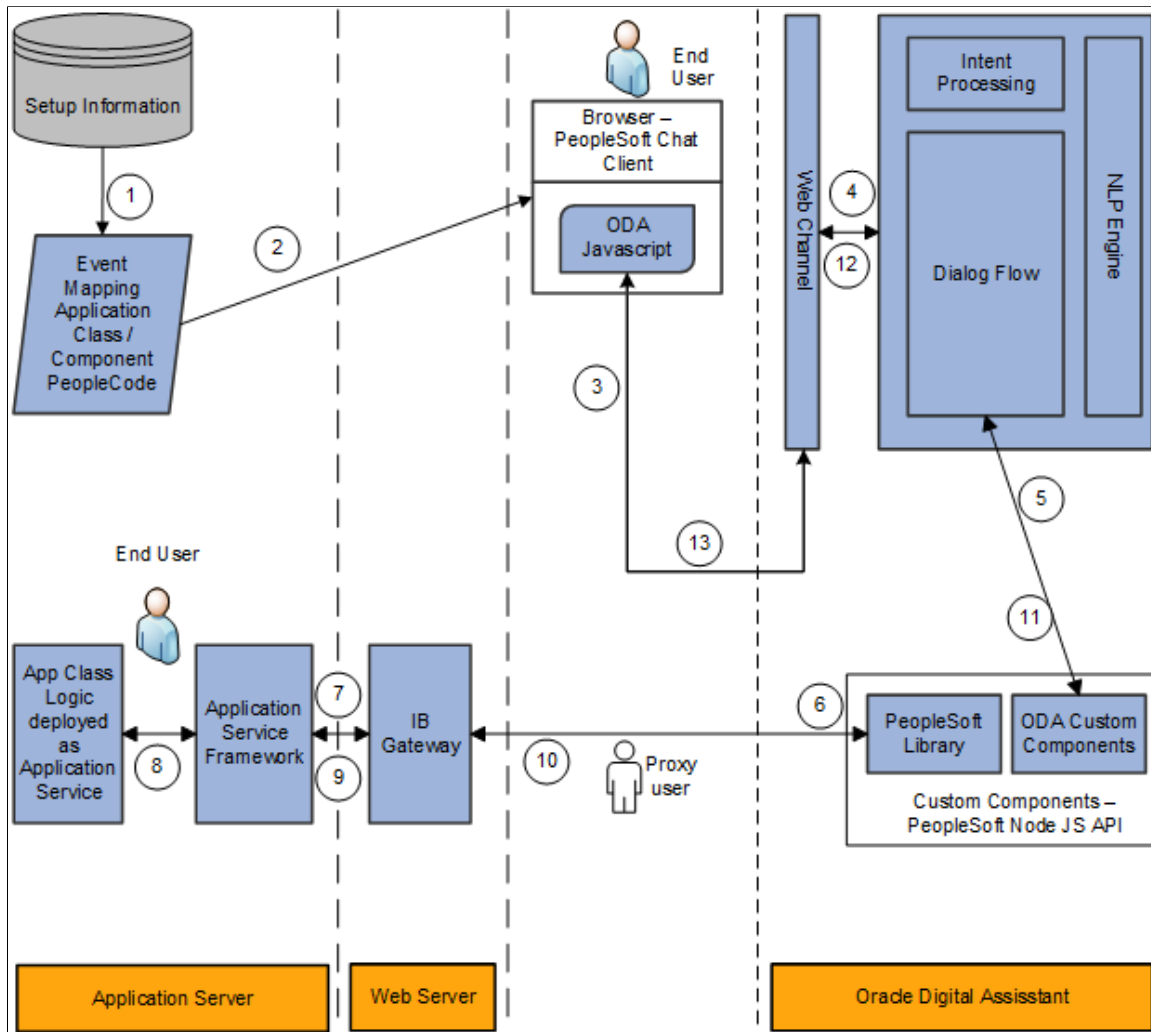 Setup Information
1
Event
Mapping
Application
Class /
Component
PeopleCode
2
End
User
Browser –
PeopleSoft Chat
Client
ODA
Javascript
3
13
Web Channel
4
12
Intent
Processing
Dialog Flow
NLP Engine
5
11
End User
App Class
Logic
deployed
as
Application
Service
8
Application
Service
Framework
7
9
IB
Gateway
10
Proxy
user
6
PeopleSoft
Library
ODA Custom
Components
Custom Components –
PeopleSoft Node JS API
Application Server
Web Server
Oracle Digital Assisstant